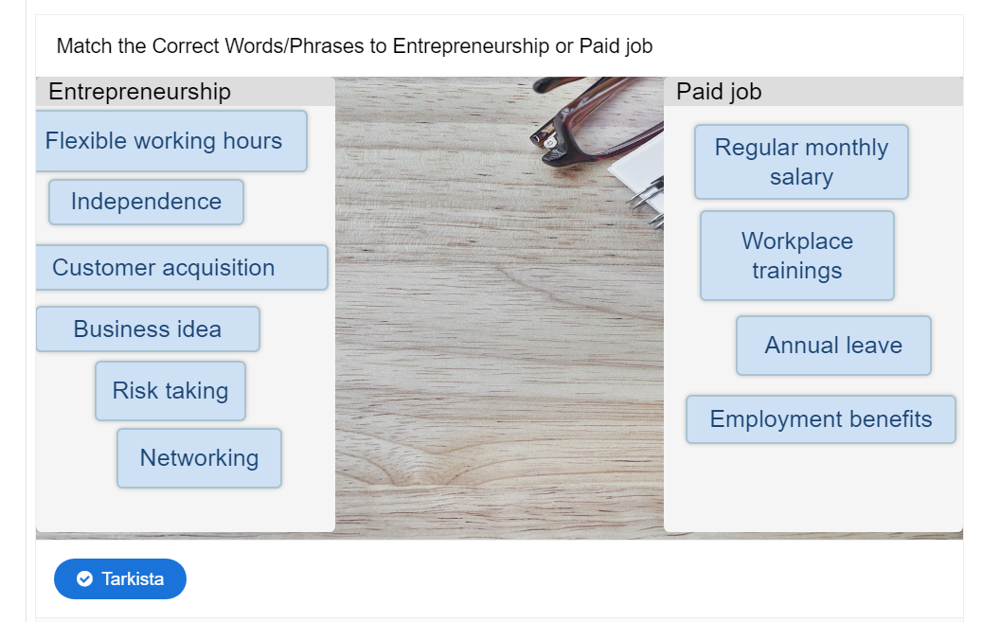 Match the Correct Words/Phrases to Entrepreneurship or Paid job
Entrepreneurship
Flexible working hours
Independence
Customer acquisition
Business idea
Risk taking
Networking
Paid job
Regular monthly
salary
Workplace
trainings
Annual leave
Employment benefits
Tarkista